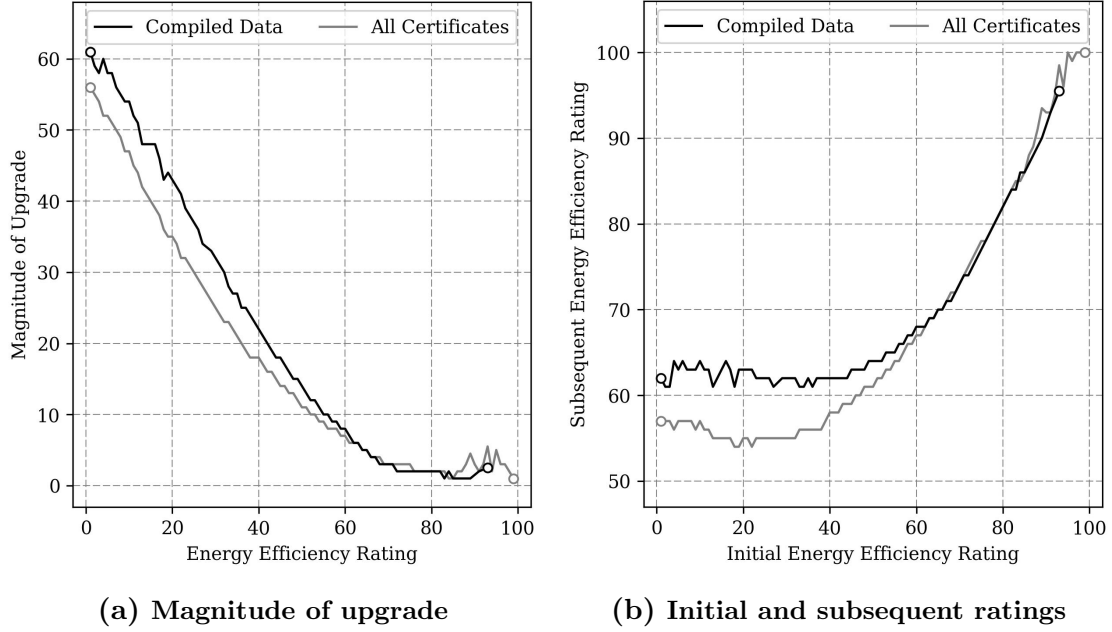 Compiled Data All Certificates
60
50
40
30
20
10
0
Magnitude of Upgrade
0 20 40 60 80 100
Energy Efficiency Rating
(a) Magnitude of upgrade
Compiled Data All Certificates
100
90
80
70
60
50
Subsequent Energy Efficiency Rating
0 20 40 60 80 100
Initial Energy Efficiency Rating
(b) Initial and subsequent ratings